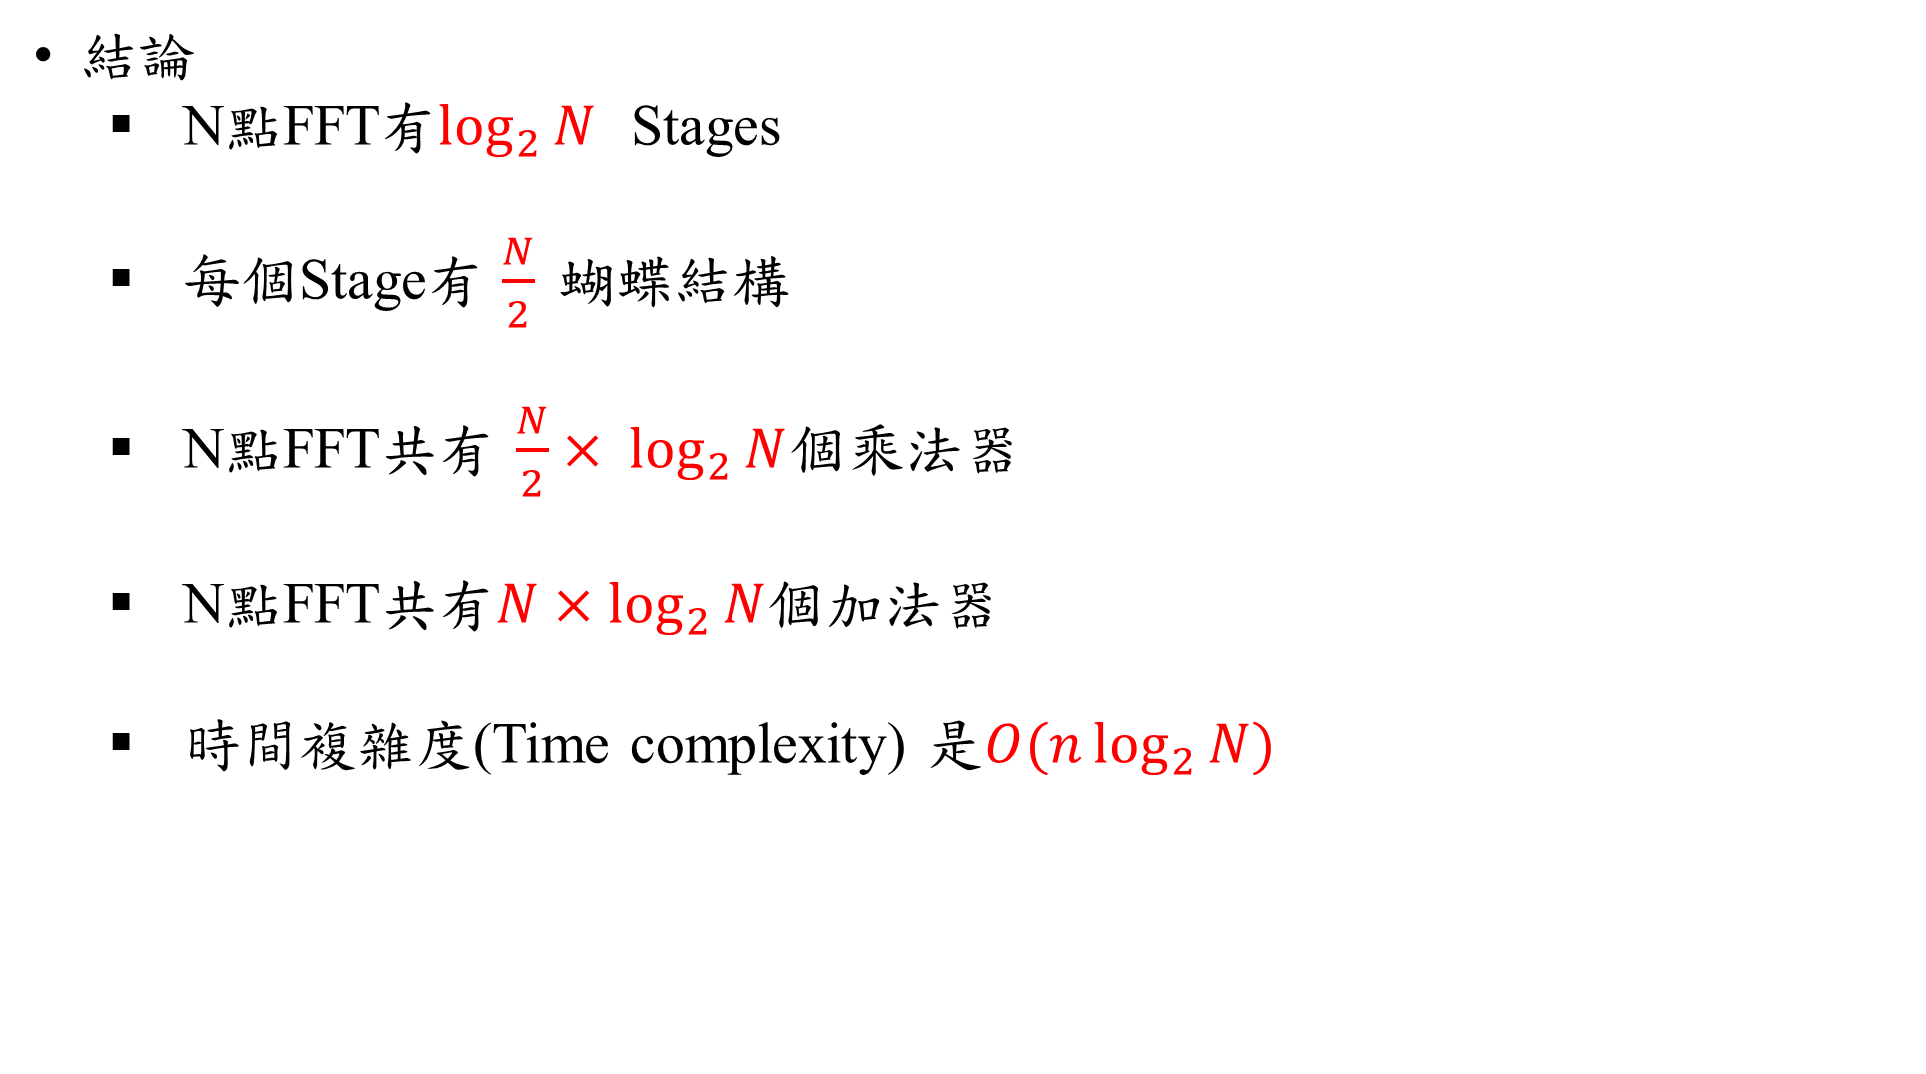 • 結論
▪ N點FFT有log₂ N Stages
▪ 每個Stage有 N/2 蝴蝶結構
▪ N點FFT共有 N/2 × log₂ N個乘法器
▪ N點FFT共有N × log₂ N個加法器
▪ 時間複雜度(Time complexity) 是O(n log₂ N)